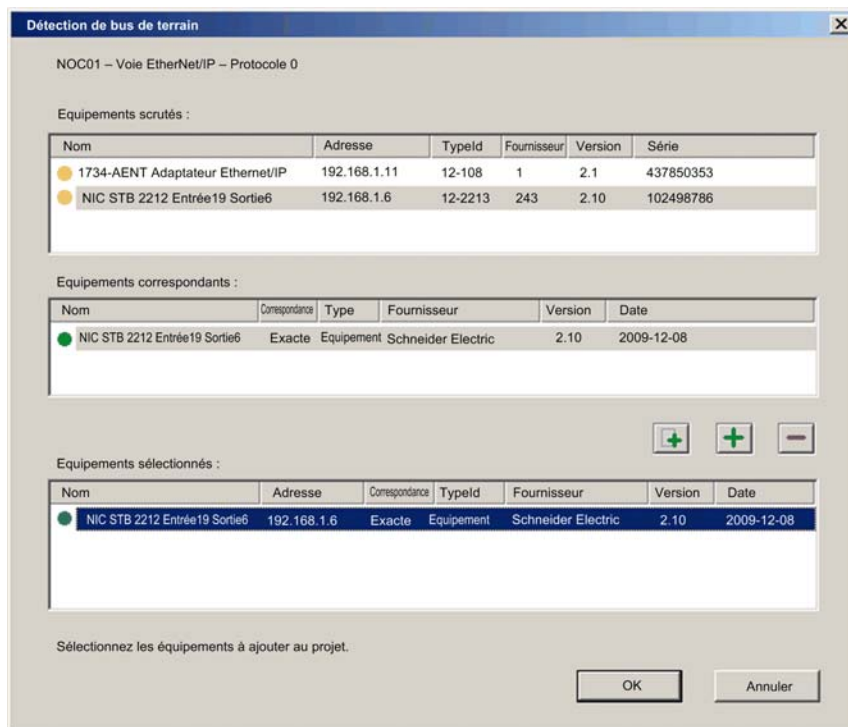 Détection de bus de terrain
NOC01 – Voie EtherNet/IP – Protocole 0
Equipements scrutés :
Nom Adresse TypeId Fournisseur Version Série
1734-AENT Adaptateur Ethernet/IP 192.168.1.11 12-108 1 2.1 437850353
NIC STB 2212 Entrée19 Sortie6 192.168.1.6 12-2213 243 2.10 102498786
Equipements correspondants :
Nom Correspondance Type Fournisseur Version Date
NIC STB 2212 Entrée19 Sortie6 Exacte Equipement Schneider Electric 2.10 2009-12-08
Equipements sélectionnés :
Nom Adresse Correspondance TypeId Fournisseur Version Date
NIC STB 2212 Entrée19 Sortie6 192.168.1.6 Exacte Equipement Schneider Electric 2.10 2009-12-08
Sélectionnez les équipements à ajouter au projet.
OK Annuler